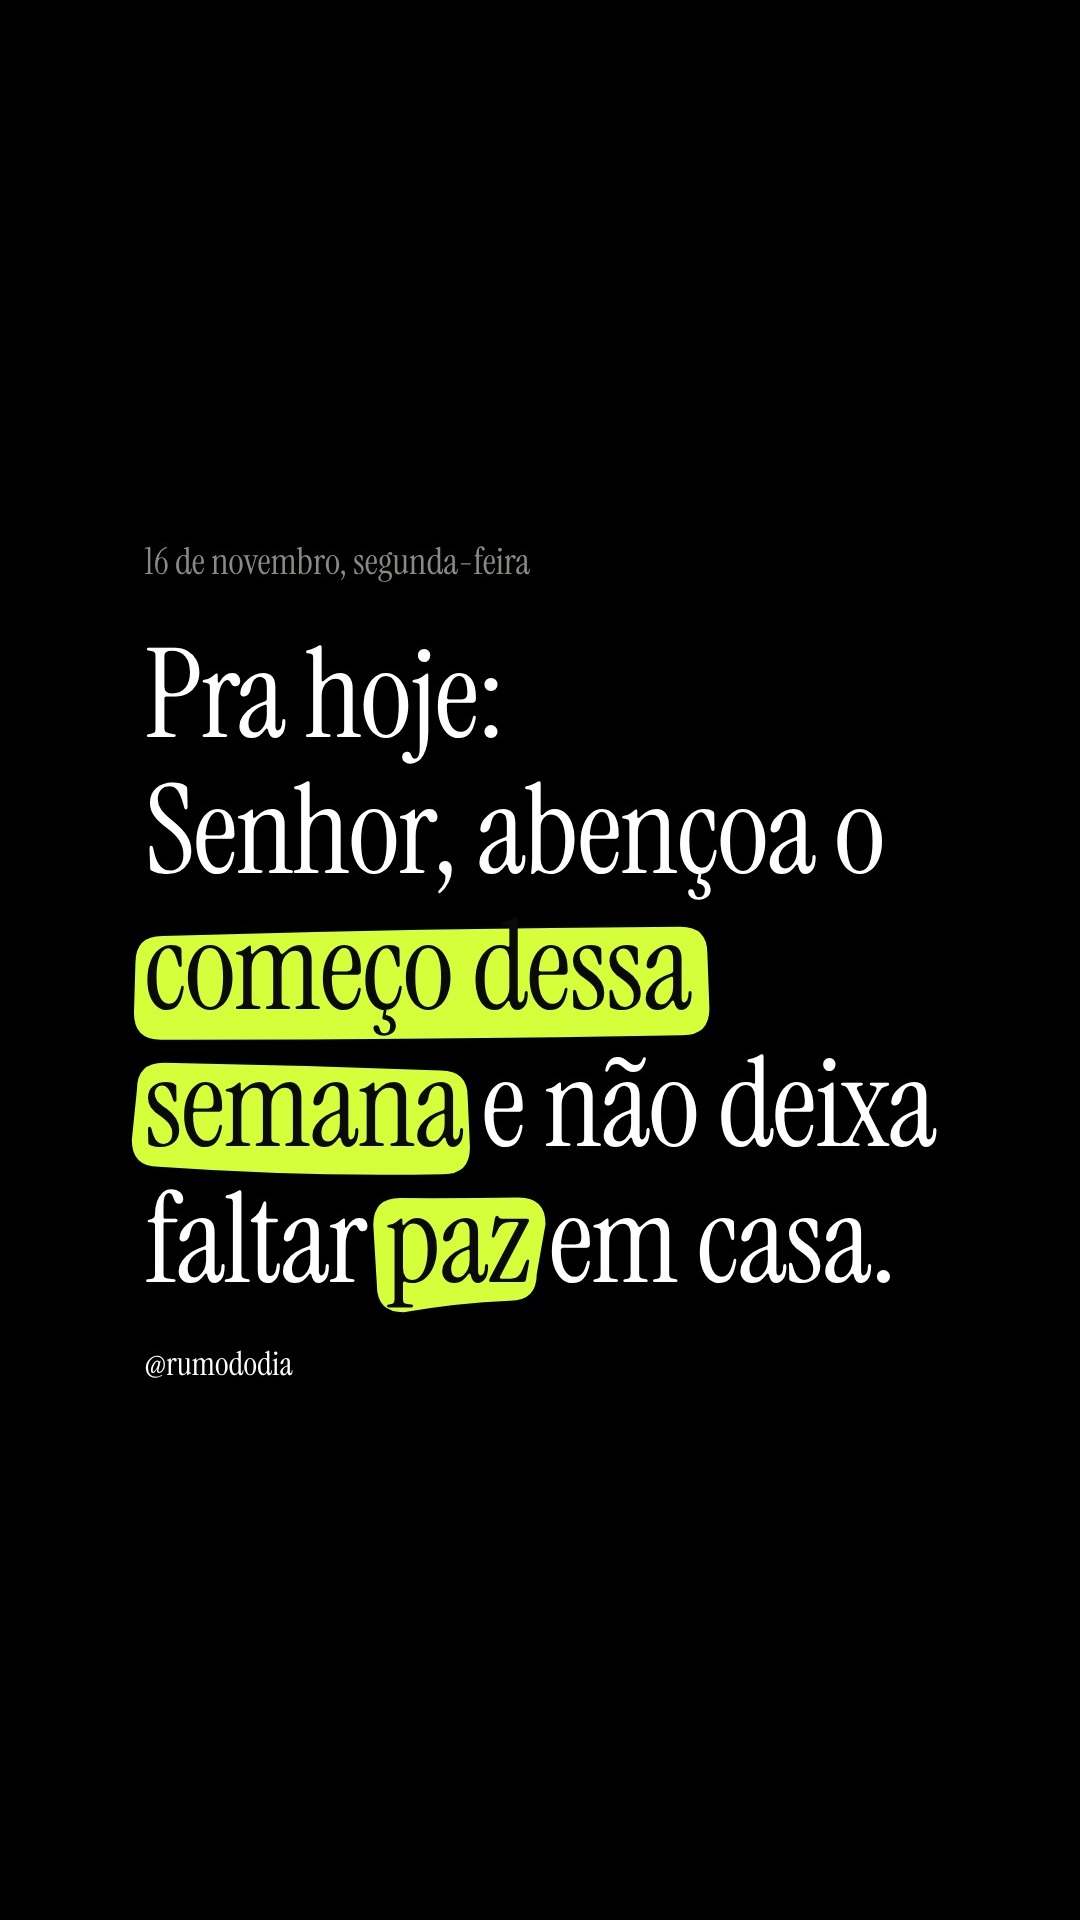 16 de novembro, segunda-feira
Pra hoje:
Senhor, abençoa o
começo dessa
semana e não deixa
faltar paz em casa.
@rumododia